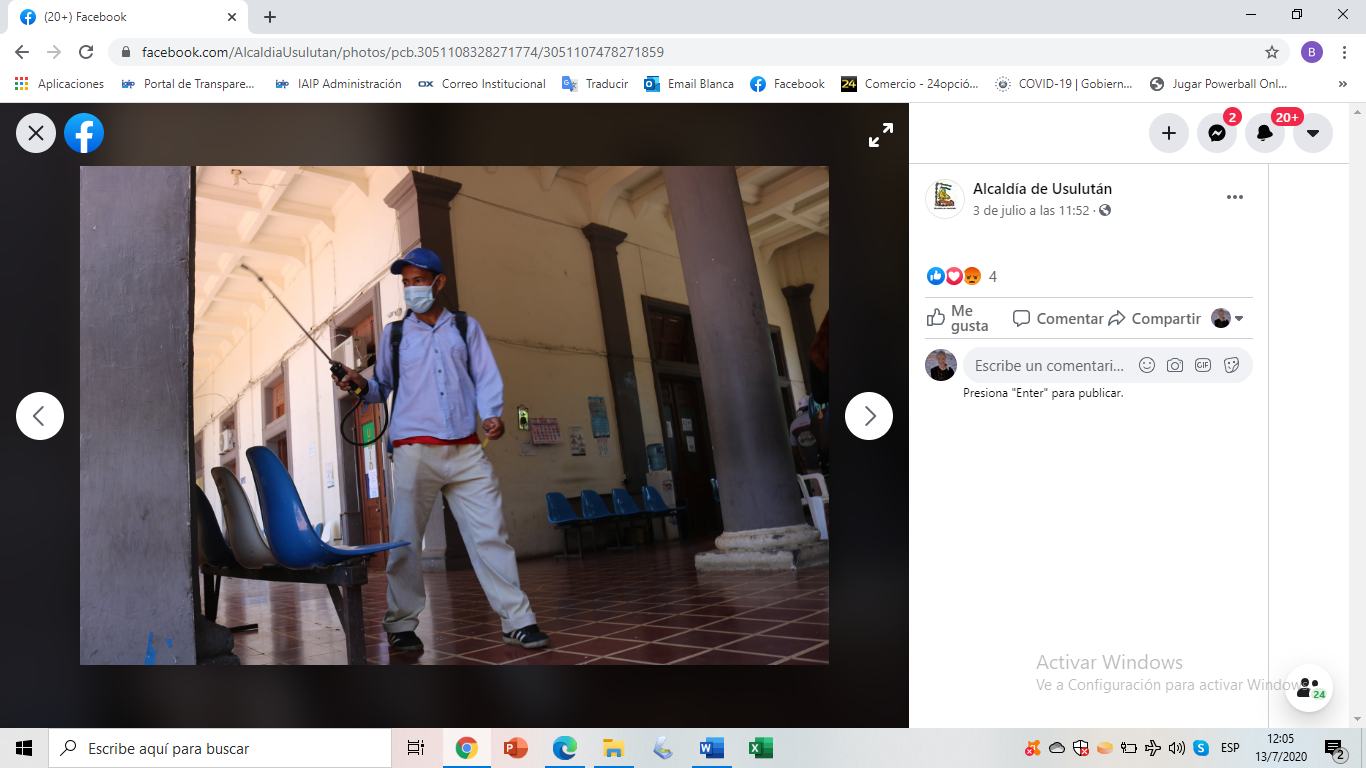 (20+) Facebook
facebook.com/AlcaldiaUsulutan/photos/pcb.3051108328271774/3051107478271859
B
Aplicaciones
Portal de Transpare...
IAIP Administración
Correo Institucional
Traducir
Email Blanca
Facebook
24 Comercio - 24opció...
COVID-19 | Gobiern...
Jugar Powerball Onl...
»
2
20+
Alcaldía de Usulután
3 de julio a las 11:52 ·
4
Me gusta
Comentar
Compartir
Escribe un comentari...
GIF
Presiona "Enter" para publicar.
Activar Windows
Ve a Configuración para activar Windows.
24
Escribe aquí para buscar
ESP
12:05
13/7/2020
2